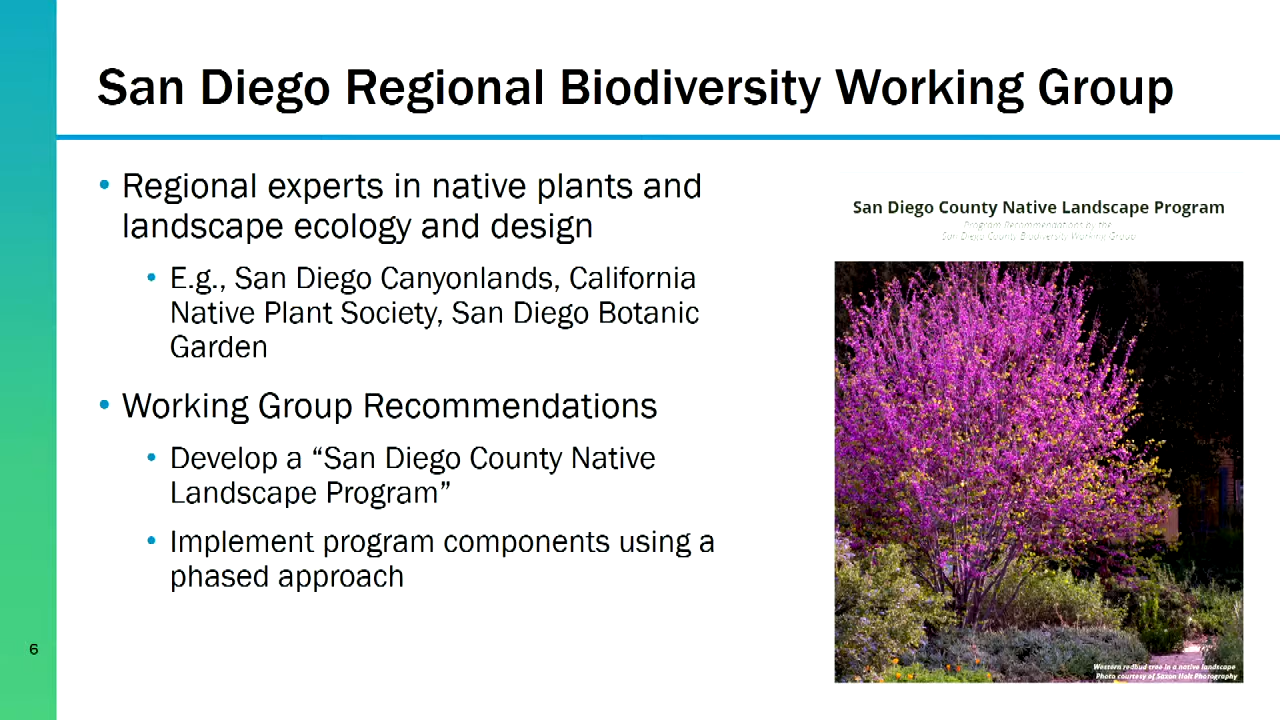 San Diego Regional Biodiversity Working Group
• Regional experts in native plants and
landscape ecology and design
• E.g., San Diego Canyonlands, California
Native Plant Society, San Diego Botanic
Garden
• Working Group Recommendations
• Develop a “San Diego County Native
Landscape Program”
• Implement program components using a
phased approach
San Diego County Native Landscape Program
Program Recommendations by the
San Diego County Biodiversity Working Group
Western redbud tree in a native landscape
Photo courtesy of Saxon Holt Photography
6